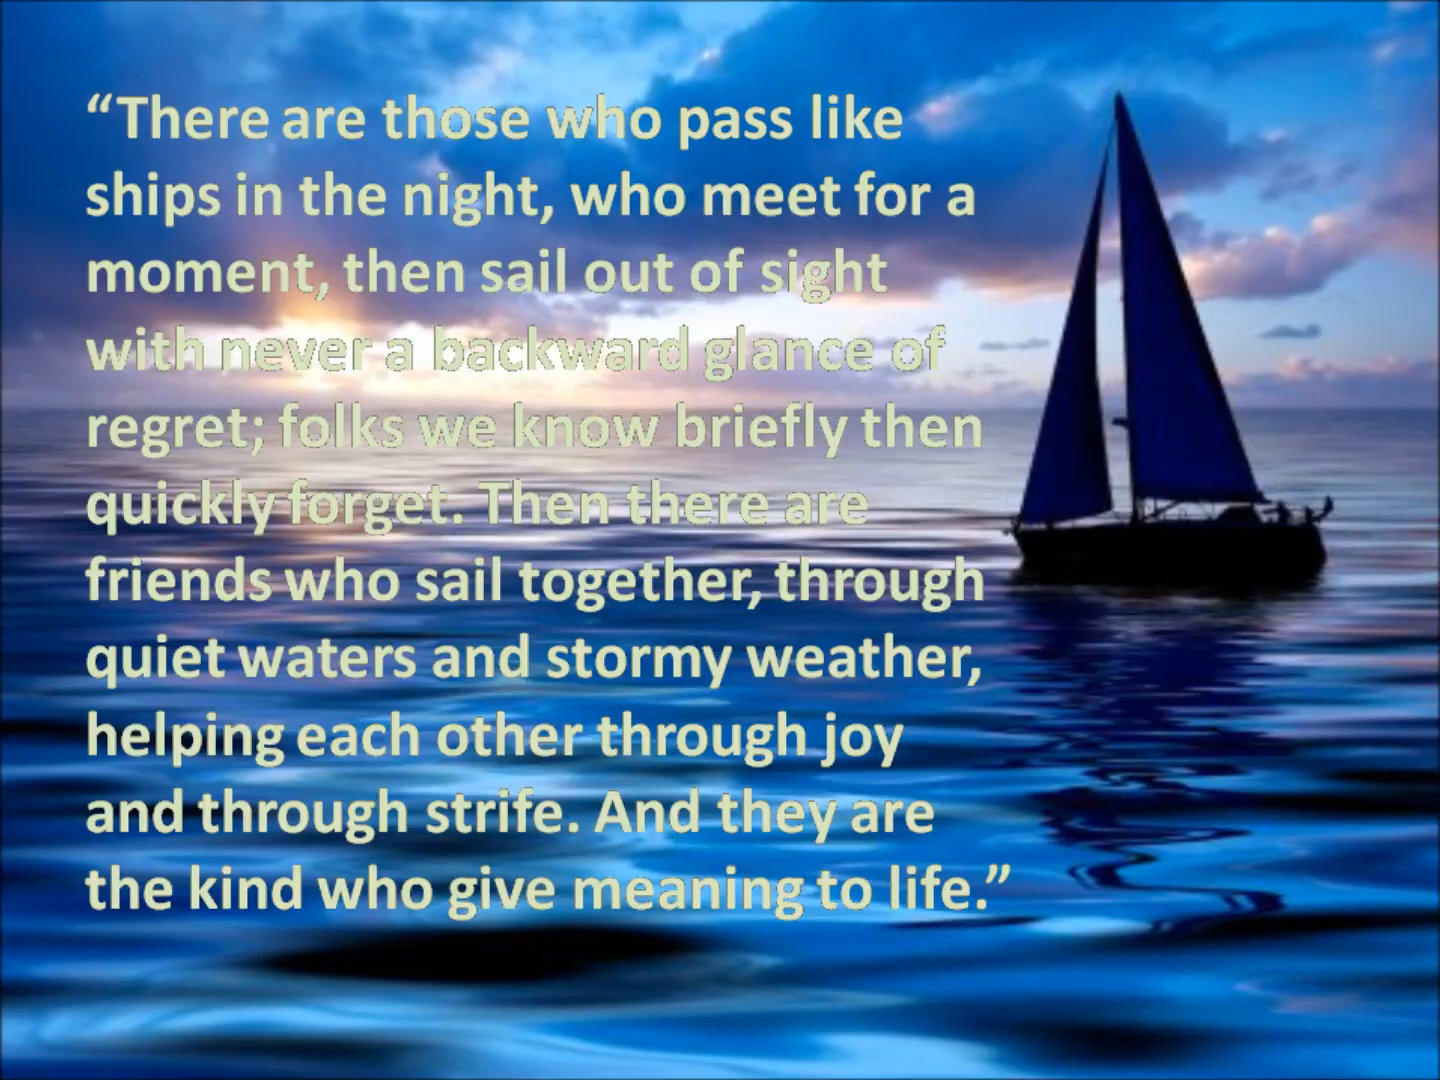 “There are those who pass like
ships in the night, who meet for a
moment, then sail out of sight
with never a backward glance of
regret; folks we know briefly then
quickly forget. Then there are
friends who sail together, through
quiet waters and stormy weather,
helping each other through joy
and through strife. And they are
the kind who give meaning to life.”